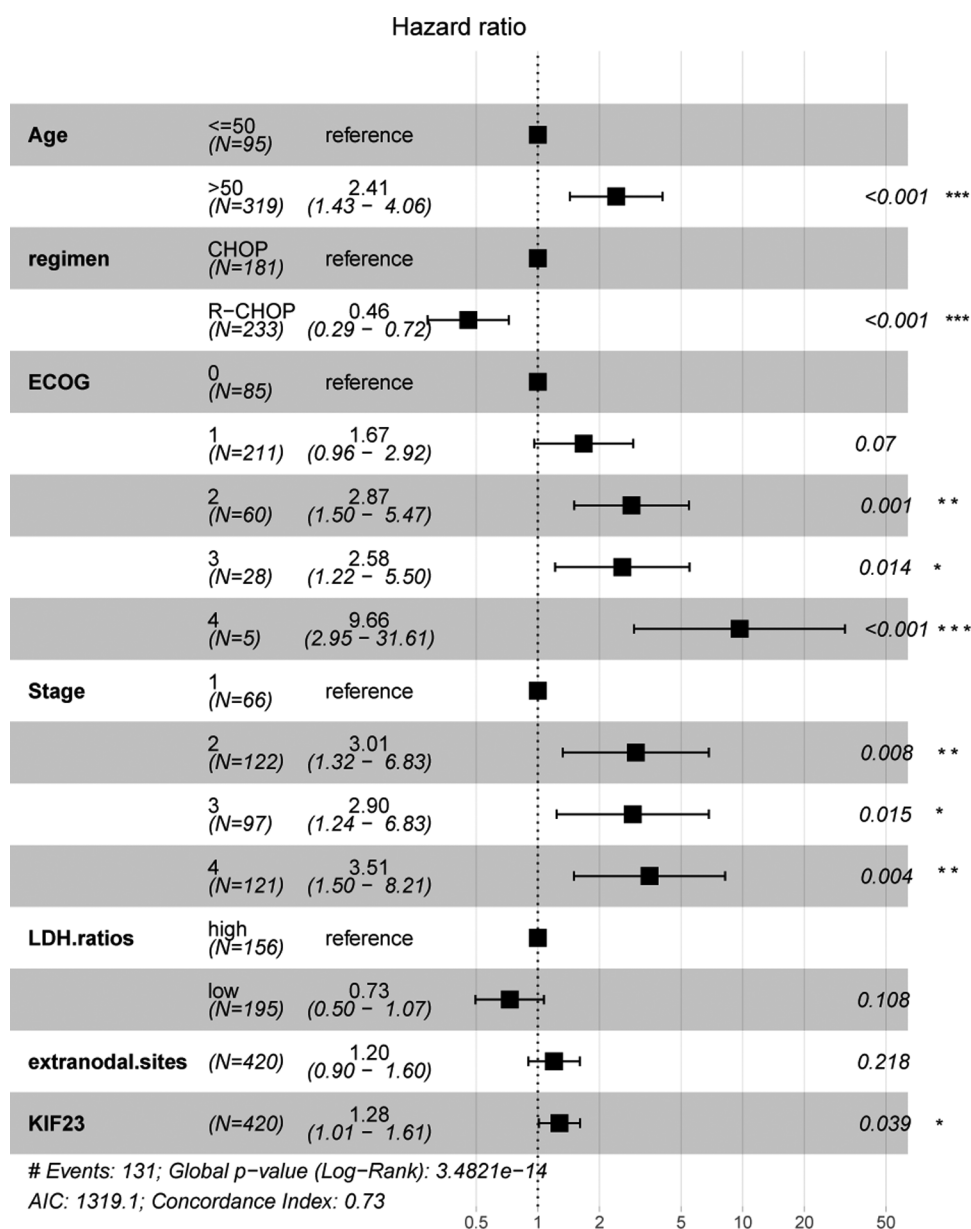 Hazard ratio
Age <=50 reference
(N=95)
>50 2.41 <0.001 ***
(N=319) (1.43 − 4.06)
regimen CHOP reference
(N=181)
R−CHOP 0.46 <0.001 ***
(N=233) (0.29 − 0.72)
ECOG 0 reference
(N=85)
1 1.67 0.07
(N=211) (0.96 − 2.92)
2 2.87 0.001 **
(N=60) (1.50 − 5.47)
3 2.58 0.014 *
(N=28) (1.22 − 5.50)
4 9.66 <0.001 ***
(N=5) (2.95 − 31.61)
Stage 1 reference
(N=66)
2 3.01 0.008 **
(N=122) (1.32 − 6.83)
3 2.90 0.015 *
(N=97) (1.24 − 6.83)
4 3.51 0.004 **
(N=121) (1.50 − 8.21)
LDH.ratios high reference
(N=156)
low 0.73 0.108
(N=195) (0.50 − 1.07)
extranodal.sites (N=420) 1.20 0.218
(0.90 − 1.60)
KIF23 (N=420) 1.28 0.039 *
(1.01 − 1.61)
# Events: 131; Global p−value (Log−Rank): 3.4821e−14
AIC: 1319.1; Concordance Index: 0.73
0.5 1 2 5 10 20 50